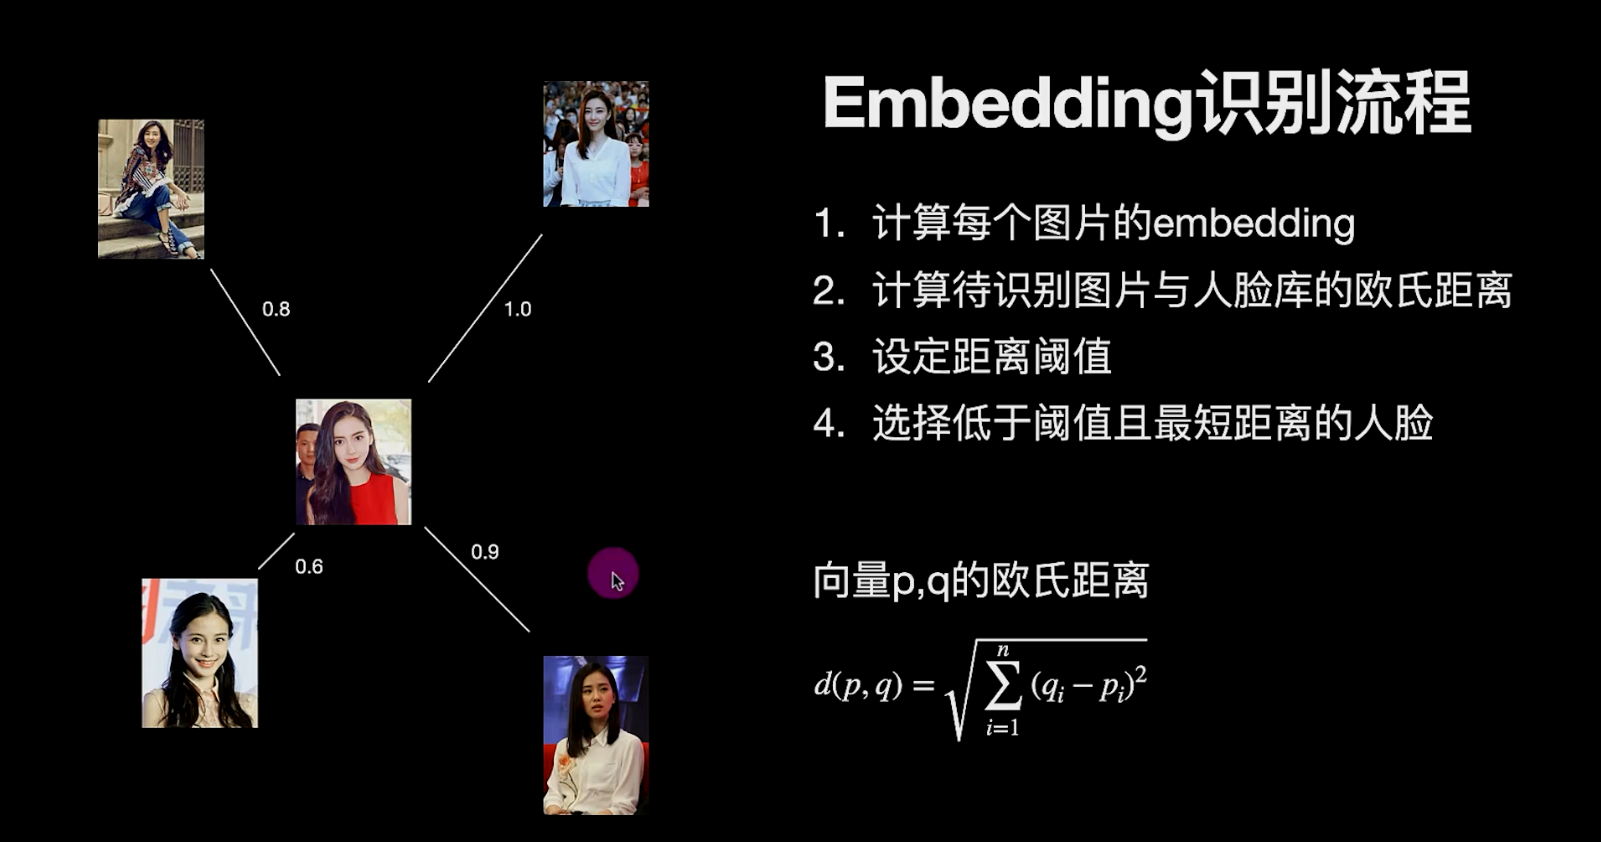 Embedding识别流程
1. 计算每个图片的embedding
2. 计算待识别图片与人脸库的欧氏距离
3. 设定距离阈值
4. 选择低于阈值且最短距离的人脸
向量p,q的欧氏距离
d(p, q) = √∑_{i=1}^{n} (q_i − p_i)²
0.8
1.0
0.6
0.9